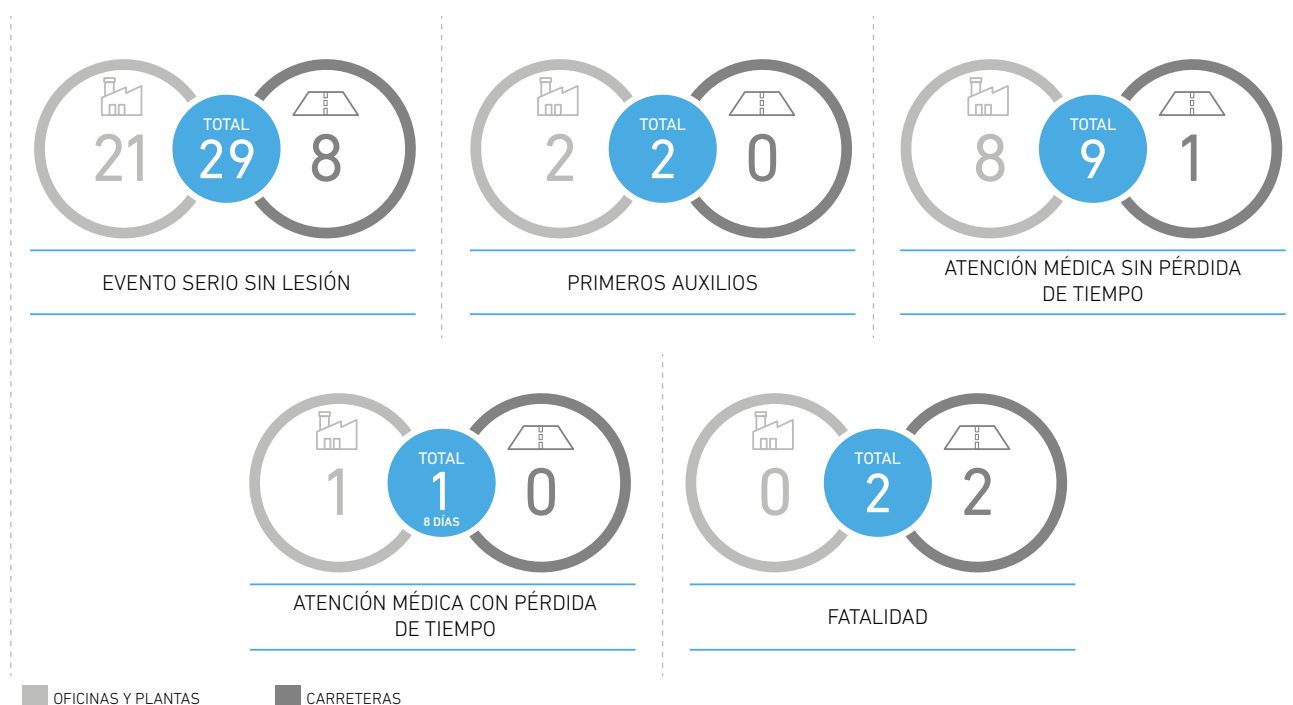 TOTAL
21 29 8
EVENTO SERIO SIN LESIÓN
TOTAL
2 2 0
PRIMEROS AUXILIOS
TOTAL
8 9 1
ATENCIÓN MÉDICA SIN PÉRDIDA
DE TIEMPO
TOTAL
1 1 0
8 DÍAS
ATENCIÓN MÉDICA CON PÉRDIDA
DE TIEMPO
TOTAL
0 2 2
FATALIDAD
OFICINAS Y PLANTAS
CARRETERAS